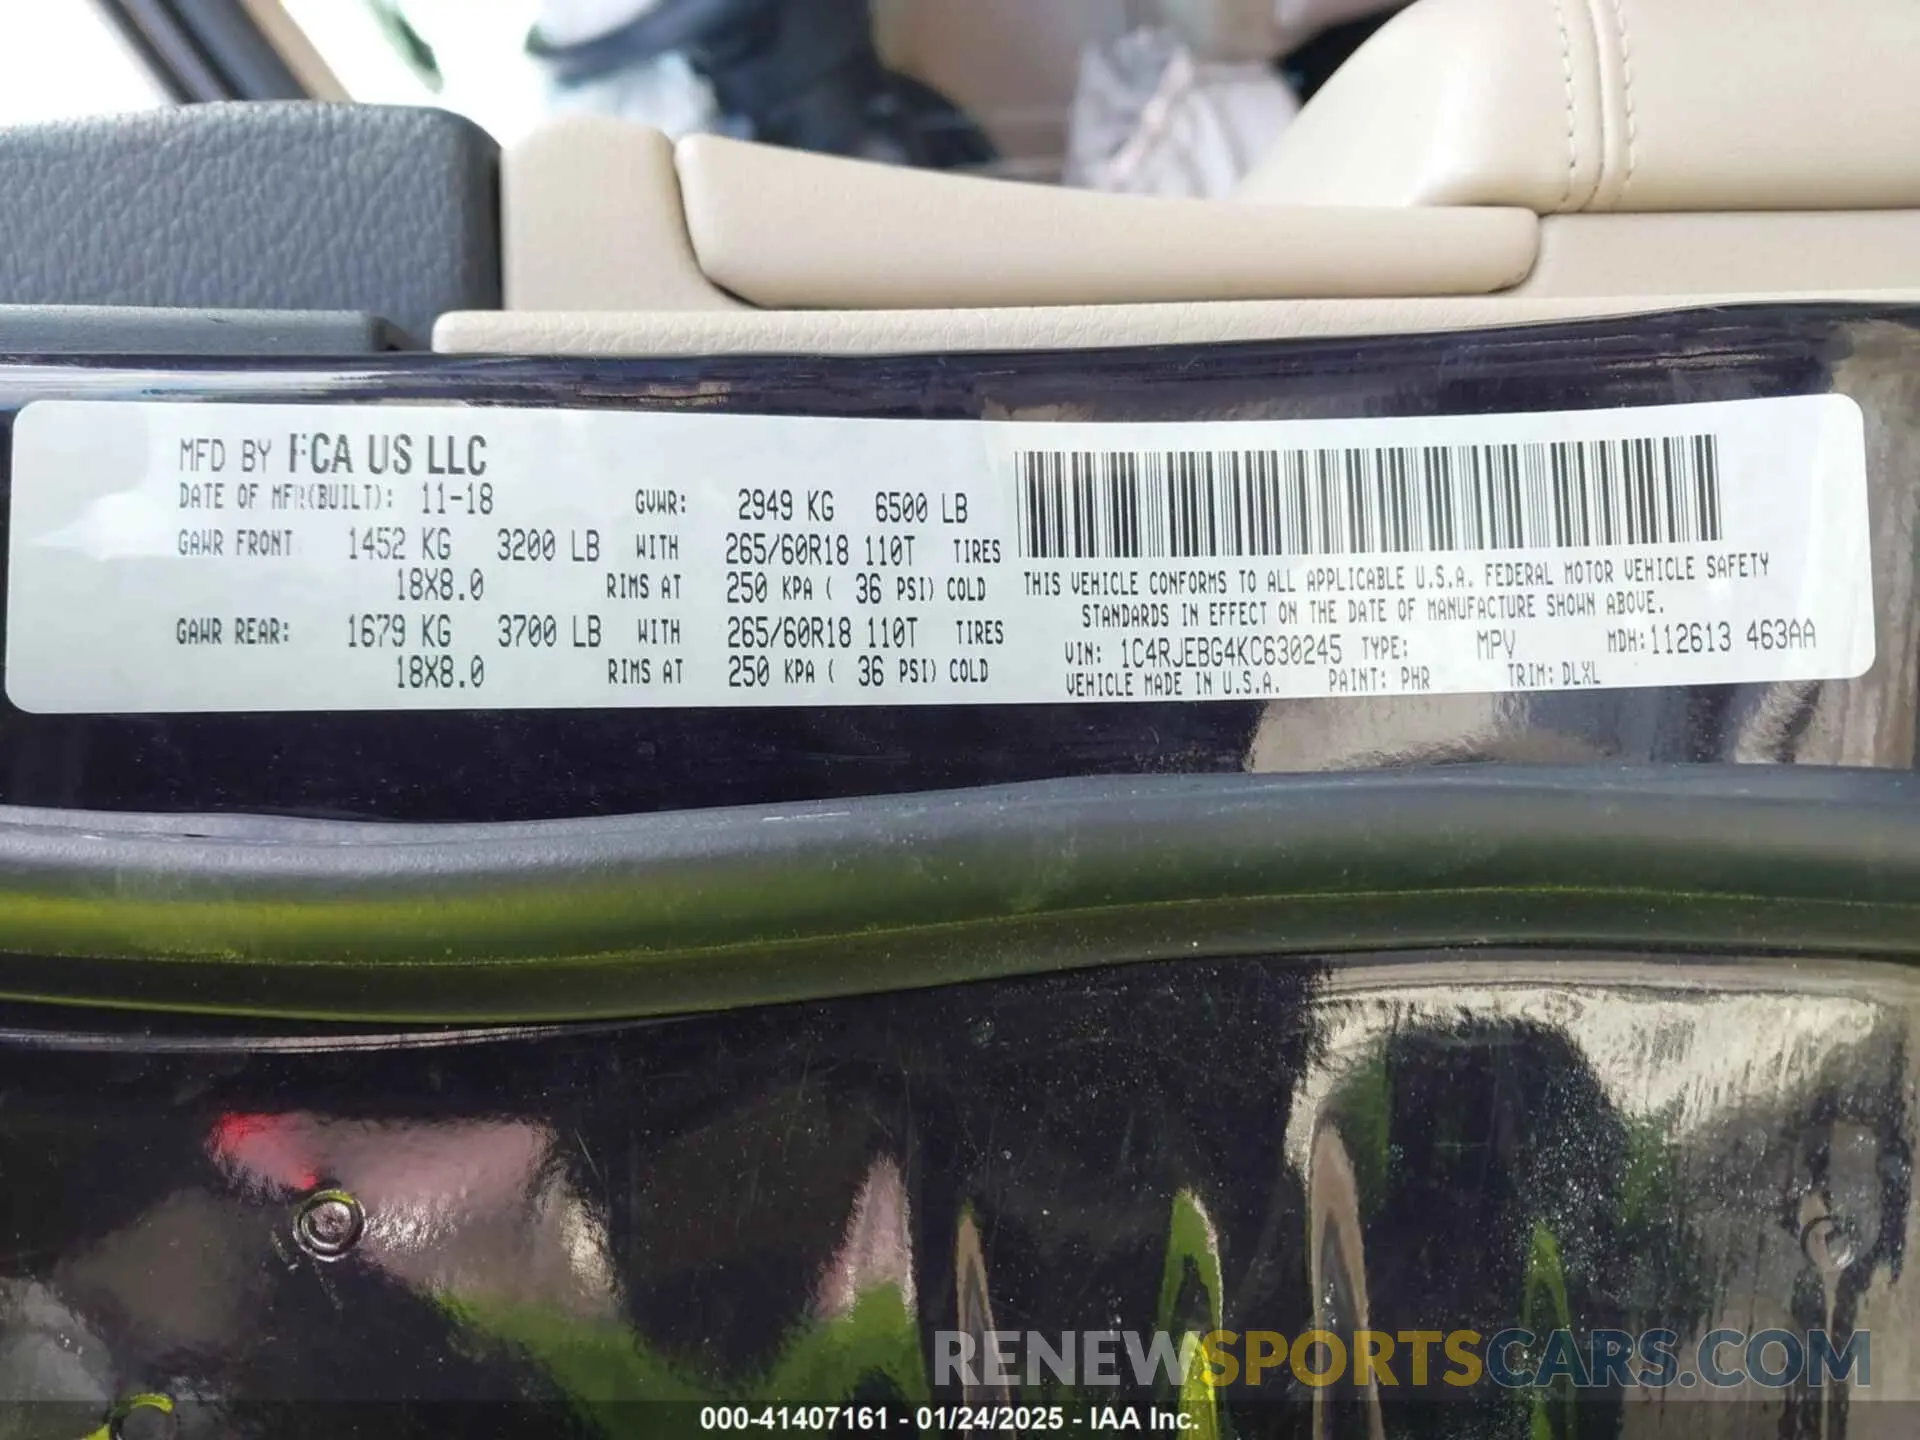 MFD BY FCA US LLC
DATE OF MFR(BUILT): 11-18 GVWR: 2949 KG 6500 LB
GAWR FRONT 1452 KG 3200 LB WITH 265/60R18 110T TIRES
18X8.0 RIMS AT 250 KPA ( 36 PSI) COLD
GAWR REAR: 1679 KG 3700 LB WITH 265/60R18 110T TIRES
18X8.0 RIMS AT 250 KPA ( 36 PSI) COLD
THIS VEHICLE CONFORMS TO ALL APPLICABLE U.S.A. FEDERAL MOTOR VEHICLE SAFETY
STANDARDS IN EFFECT ON THE DATE OF MANUFACTURE SHOWN ABOVE.
VIN: 1C4RJEBG4KC630245 TYPE: MPV MDH:112613 463AA
VEHICLE MADE IN U.S.A. PAINT: PHR TRIM: DLXL
RENEWSPORTSCARS.COM
000-41407161 - 01/24/2025 - IAA Inc.